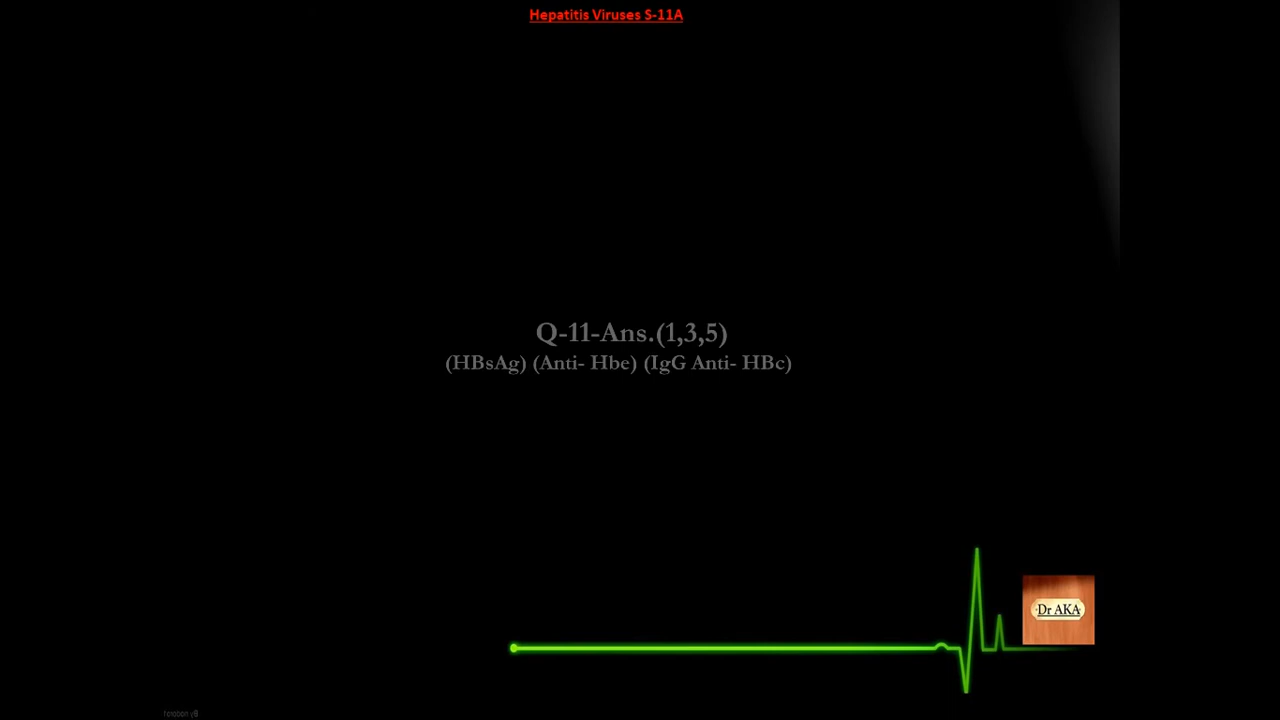 Hepatitis Viruses S-11A
Q-11-Ans.(1,3,5)
(HBsAg) (Anti- Hbe) (IgG Anti- HBc)
Dr AKA